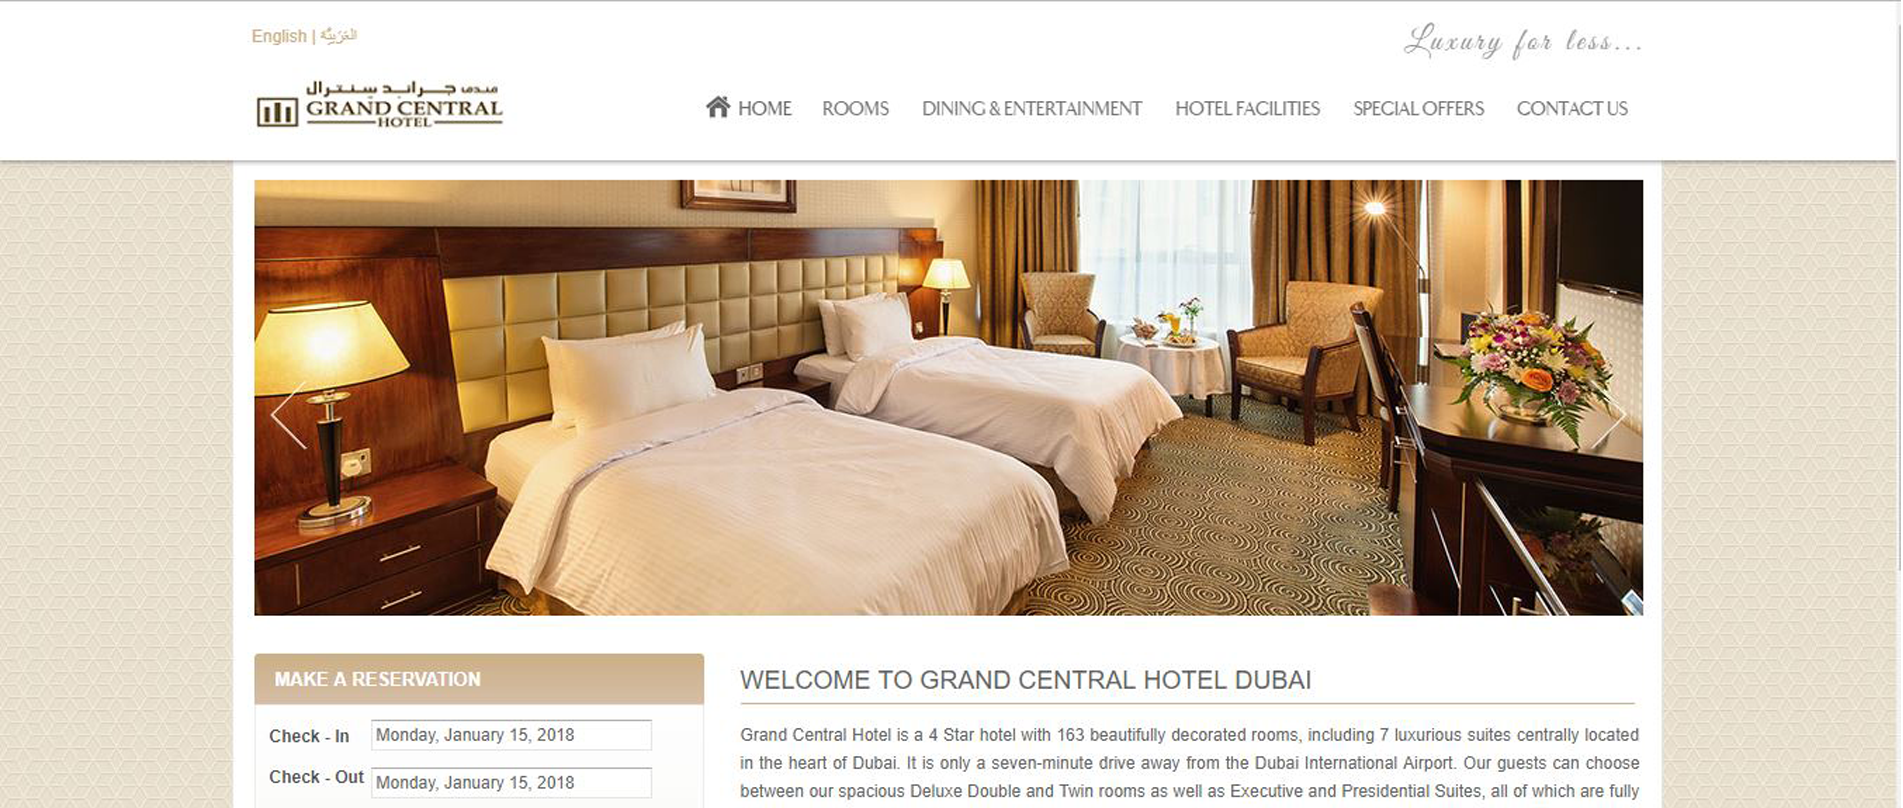 English | العَرَبِيَّة
Luxury for less...
جراند سنترال
GRAND CENTRAL
HOTEL
HOME ROOMS DINING & ENTERTAINMENT HOTEL FACILITIES SPECIAL OFFERS CONTACT US
MAKE A RESERVATION
Check - In Monday, January 15, 2018
Check - Out Monday, January 15, 2018
WELCOME TO GRAND CENTRAL HOTEL DUBAI
Grand Central Hotel is a 4 Star hotel with 163 beautifully decorated rooms, including 7 luxurious suites centrally located
in the heart of Dubai. It is only a seven-minute drive away from the Dubai International Airport. Our guests can choose
between our spacious Deluxe Double and Twin rooms as well as Executive and Presidential Suites, all of which are fully